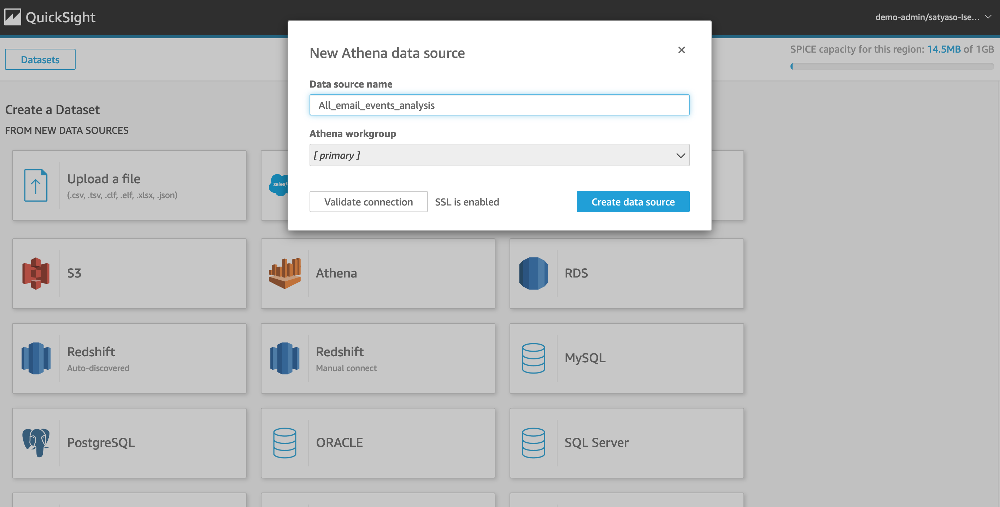 QuickSight
demo-admin/satyaso-Ise...
New Athena data source
Datasets
SPICE capacity for this region: 14.5MB of 1GB
Data source name
All_email_events_analysis
Create a Dataset
FROM NEW DATA SOURCES
Athena workgroup
[ primary ]
Validate connection
SSL is enabled
Create data source
Upload a file
(.csv, .tsv, .clf, .elf, .xlsx, .json)
salesf
S3
Athena
RDS
Redshift
Auto-discovered
Redshift
Manual connect
MySQL
PostgreSQL
ORACLE
SQL Server